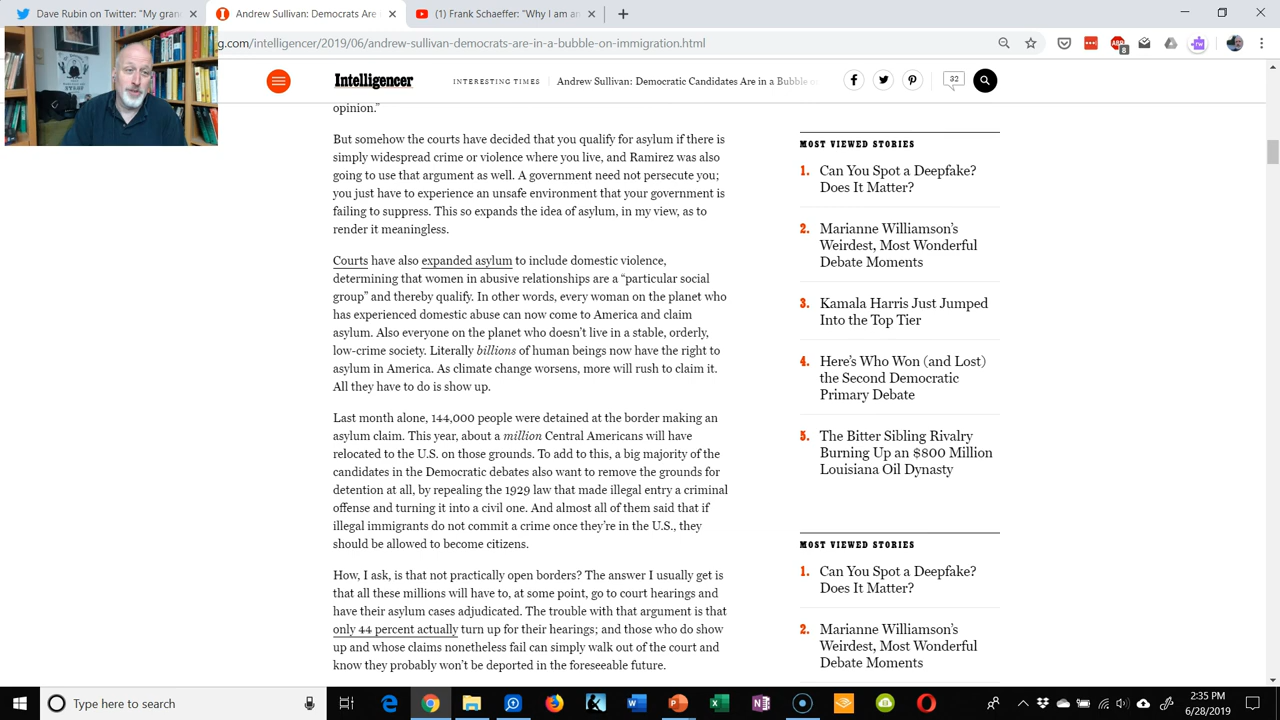 Dave Rubin on Twitter: "My gran
Andrew Sullivan: Democratic Ca
(1) Frank Schaeffer: "Why I am an
g.com/intelligencer/2019/06/andrew-sullivan-democrats-are-in-a-bubble-on-immigration.html
8
Intelligencer
INTERESTING TIMES
Andrew Sullivan: Democratic Candidates Are in a Bubble
32
opinion.”
But somehow the courts have decided that you qualify for asylum if there is
simply widespread crime or violence where you live, and Ramirez was also
going to use that argument as well. A government need not persecute you;
you just have to experience an unsafe environment that your government is
failing to suppress. This so expands the idea of asylum, in my view, as to
render it meaningless.
Courts have also expanded asylum to include domestic violence,
determining that women in abusive relationships are a “particular social
group” and thereby qualify. In other words, every woman on the planet who
has experienced domestic abuse can now come to America and claim
asylum. Also everyone on the planet who doesn’t live in a stable, orderly,
low-crime society. Literally billions of human beings now have the right to
asylum in America. As climate change worsens, more will rush to claim it.
All they have to do is show up.
Last month alone, 144,000 people were detained at the border making an
asylum claim. This year, about a million Central Americans will have
relocated to the U.S. on those grounds. To add to this, a big majority of the
candidates in the Democratic debates also want to remove the grounds for
detention at all, by repealing the 1929 law that made illegal entry a criminal
offense and turning it into a civil one. And almost all of them said that if
illegal immigrants do not commit a crime once they’re in the U.S., they
should be allowed to become citizens.
How, I ask, is that not practically open borders? The answer I usually get is
that all these millions will have to, at some point, go to court hearings and
have their asylum cases adjudicated. The trouble with that argument is that
only 44 percent actually turn up for their hearings; and those who do show
up and whose claims nonetheless fail can simply walk out of the court and
know they probably won’t be deported in the foreseeable future.
MOST VIEWED STORIES
1. Can You Spot a Deepfake?
Does It Matter?
2. Marianne Williamson’s
Weirdest, Most Wonderful
Debate Moments
3. Kamala Harris Just Jumped
Into the Top Tier
4. Here’s Who Won (and Lost)
the Second Democratic
Primary Debate
5. The Bitter Sibling Rivalry
Burning Up an $800 Million
Louisiana Oil Dynasty
MOST VIEWED STORIES
1. Can You Spot a Deepfake?
Does It Matter?
2. Marianne Williamson’s
Weirdest, Most Wonderful
Debate Moments
Type here to search
2:35 PM
6/28/2019